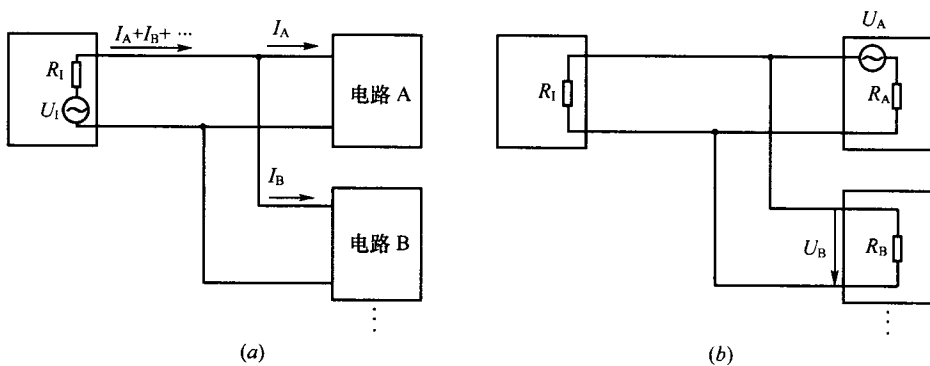 I_A+I_B+ ···
I_A
R_I
U_I
电路 A
I_B
电路 B
⋮
(a)
U_A
R_I
R_A
U_B
R_B
⋮
(b)